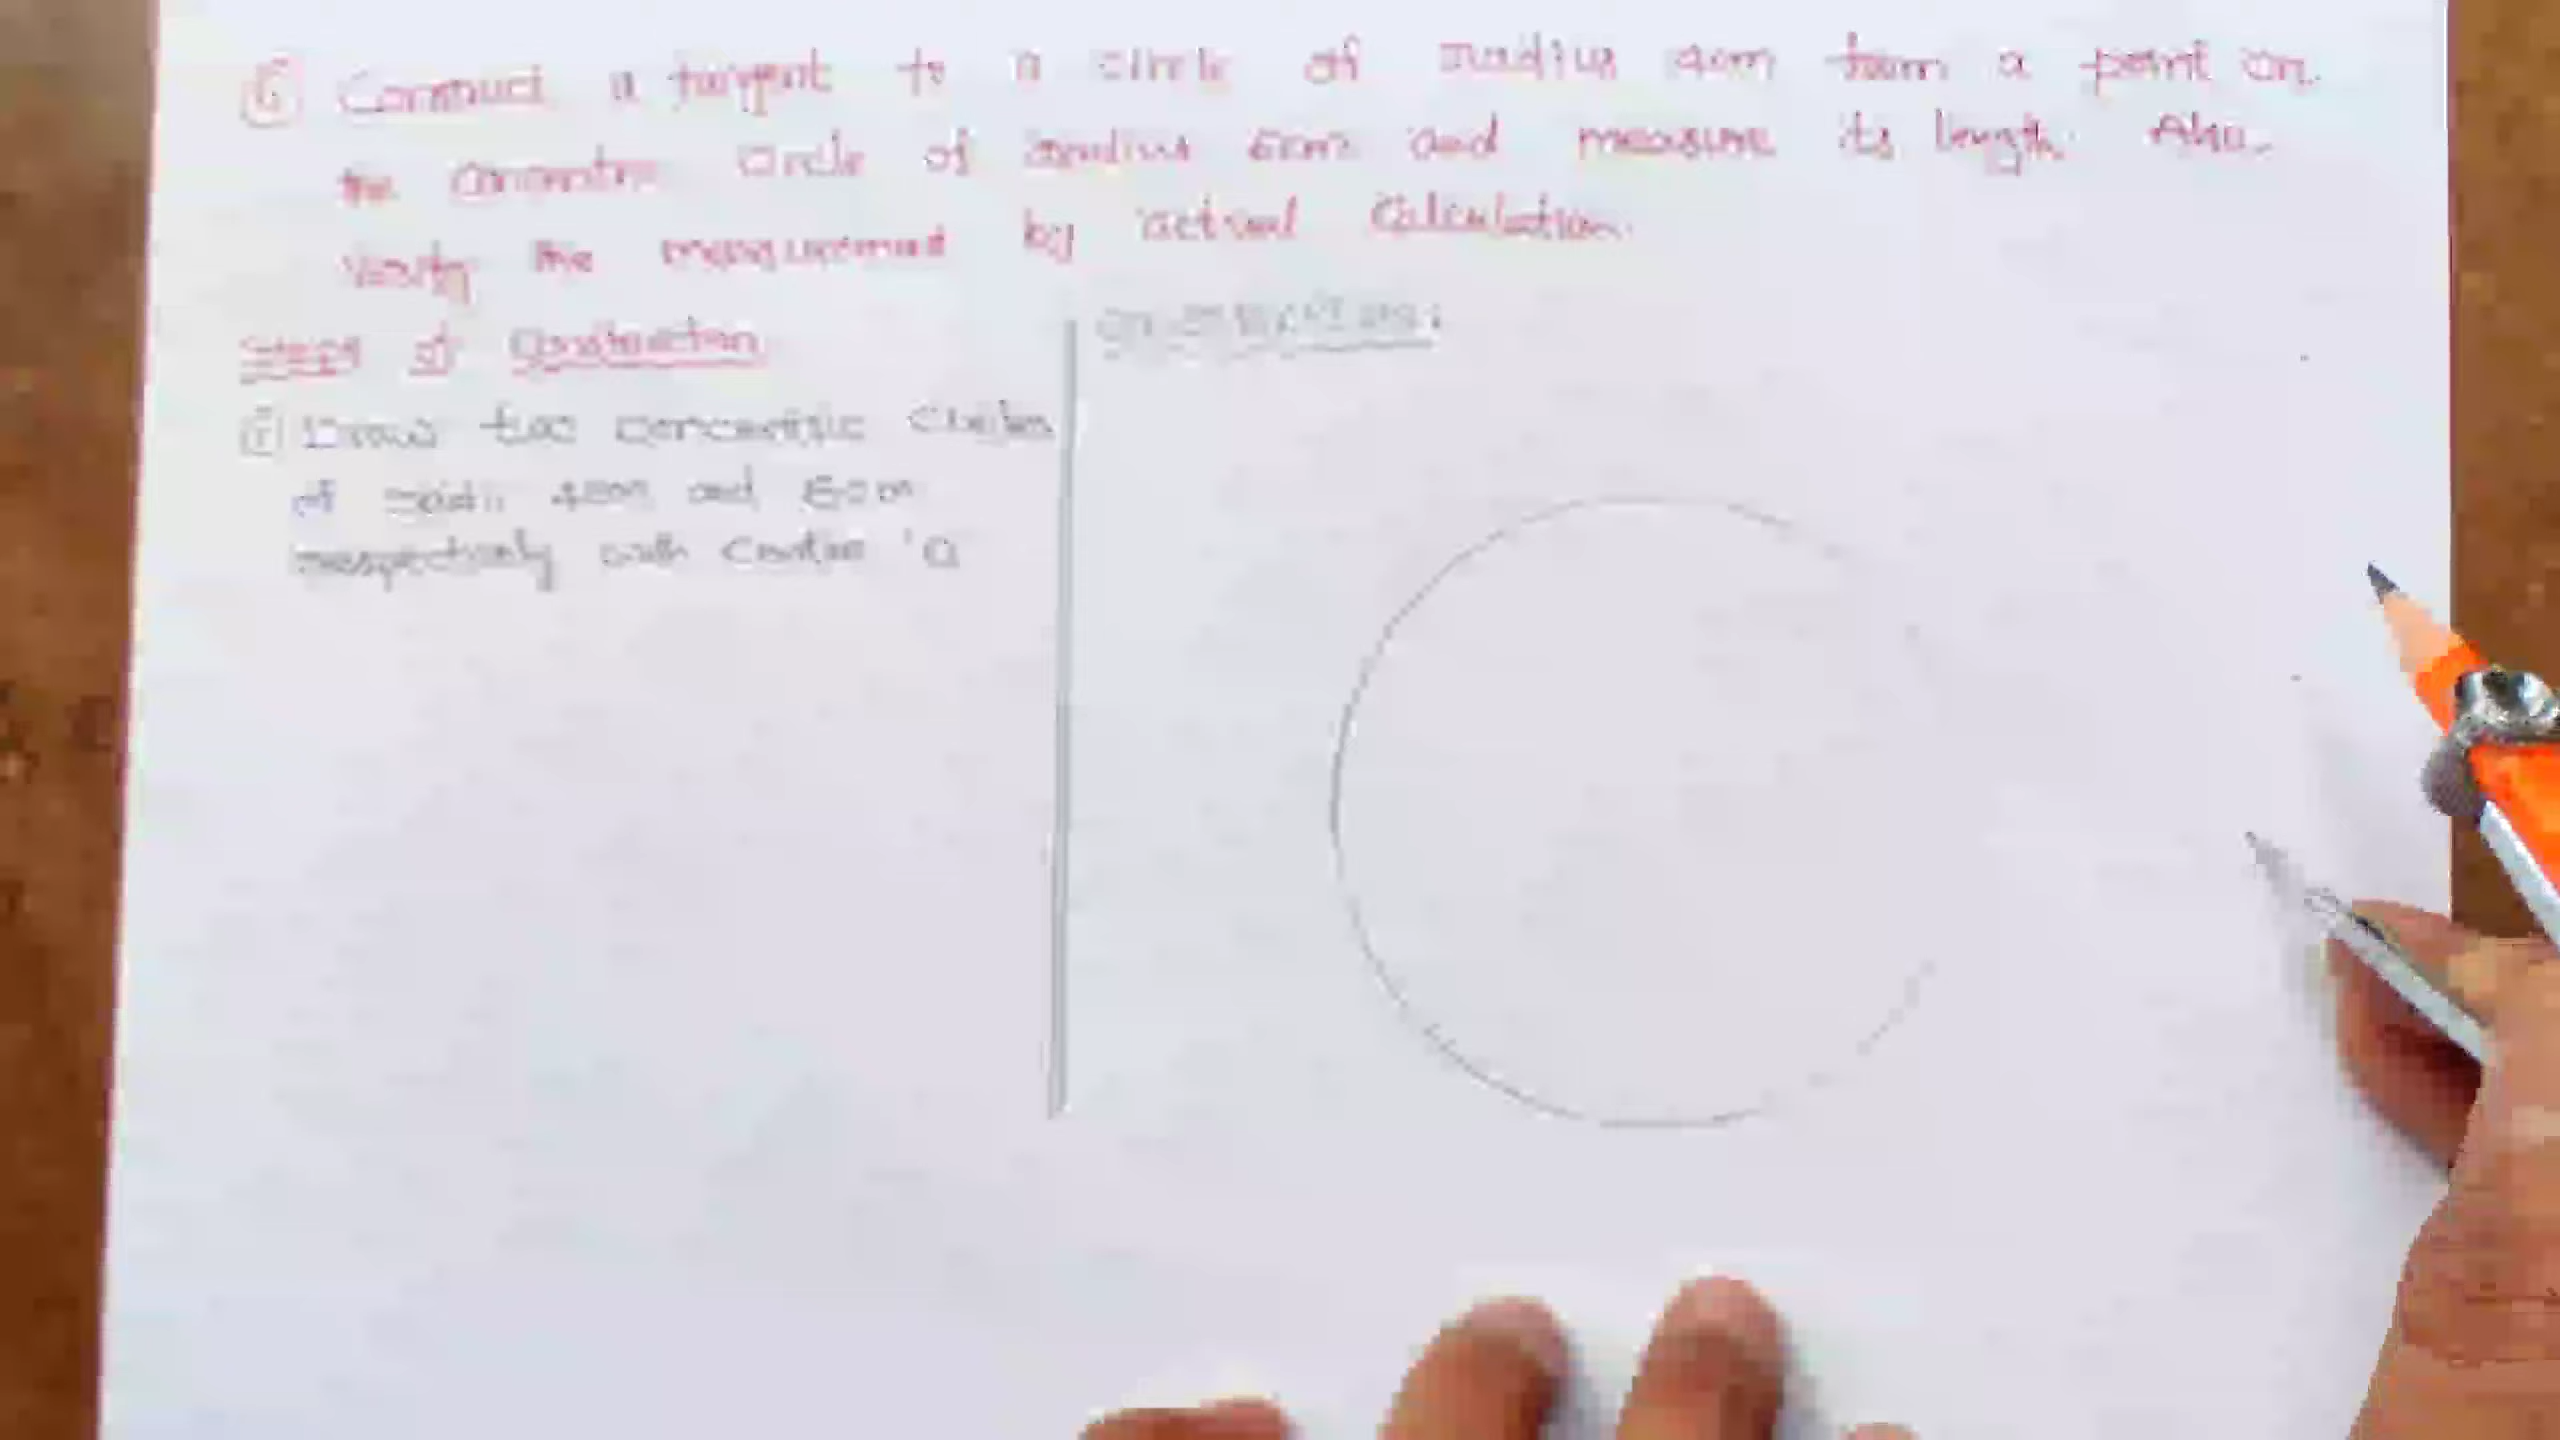 Construct a tangent to a circle of radius 4cm from a point on
the concentric circle of radius 6cm and measure its length. Also
verify the measurement by actual Calculation.
Steps of Construction
Construction:
(i) Draw two concentric Circles
of radii 4cm and 6cm
respectively with Centre 'O'